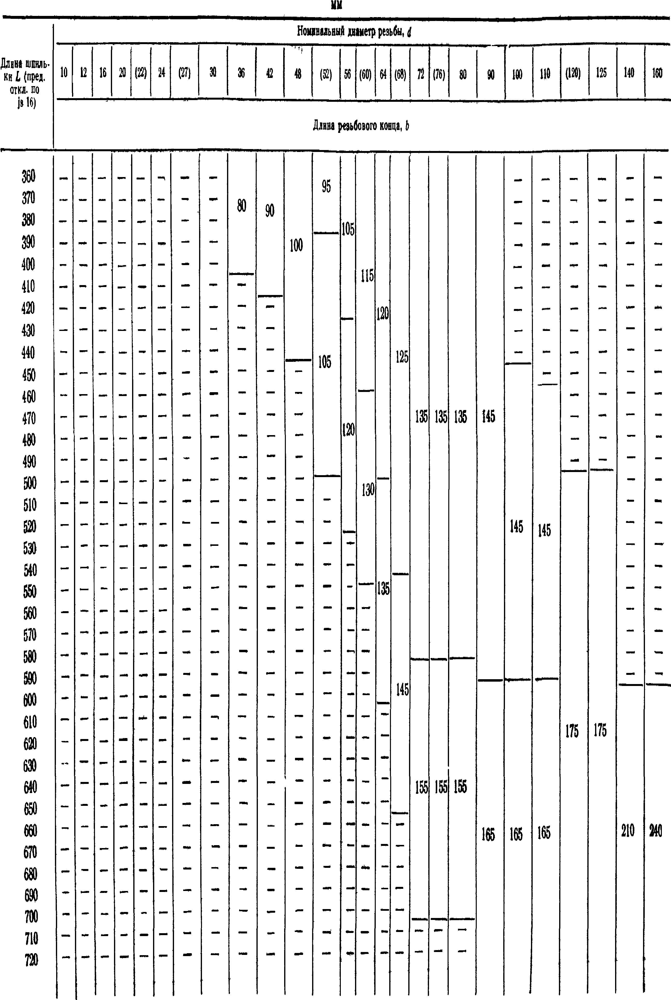 мм
Номинальный диаметр резьбы, d
Длина шпиль-
ки L (пред.
откл. по
js 16)
10 12 16 20 (22) 24 (27) 30 36 42 48 (52) 56 (60) 64 (68) 72 (76) 80 90 100 110 (120) 125 140 160
Длина резьбового конца, b
360 — — — — — — — — — — — — — —
95
370 — — — — — — — — — — — — — —
80 90
380 — — — — — — — — — — — — — —
105
390 — — — — — — — — — — — — — —
100
400 — — — — — — — — — — — — — —
115
410 — — — — — — — — — — — — — — —
420 — — — — — — — — — — — — — — — —
120
430 — — — — — — — — — — — — — — — —
440 — — — — — — — — — — — — — — — —
105 125
450 — — — — — — — — — — — — — — — —
460 — — — — — — — — — — — — — — —
470 — — — — — — — — — — — — — — —
135 135 135 145
120
480 — — — — — — — — — — — — — — —
490 — — — — — — — — — — — — — — —
500 — — — — — — — — — — — — —
130
510 — — — — — — — — — — — — — —
520 — — — — — — — — — — — — — —
145 145
530 — — — — — — — — — — — — — — —
540 — — — — — — — — — — — — — — —
550 — — — — — — — — — — — — — — —
135
560 — — — — — — — — — — — — — — — —
570 — — — — — — — — — — — — — — — —
580 — — — — — — — — — — — — — — — —
590 — — — — — — — — — — — — — — — —
145
600 — — — — — — — — — — — — — —
610 — — — — — — — — — — — — — — —
175 175
620 — — — — — — — — — — — — — — —
630 — — — — — — — — — — — — — — —
640 — — — — — — — — — — — — — — —
155 155 155
650 — — — — — — — — — — — — — — —
660 — — — — — — — — — — — — — — — —
165 165 165 210 240
670 — — — — — — — — — — — — — — — —
680 — — — — — — — — — — — — — — — —
690 — — — — — — — — — — — — — — — —
700 — — — — — — — — — — — — — — — —
710 — — — — — — — — — — — — — — — — — — —
720 — — — — — — — — — — — — — — — — — — —